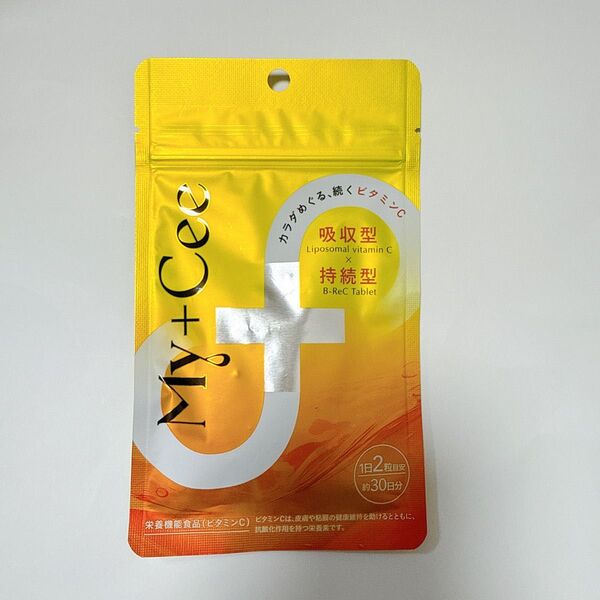 My+Cee
カラダめぐる、続くビタミンC
吸収型
Liposomal vitamin C
×
持続型
B-ReC Tablet
1日2粒目安
約30日分
栄養機能食品(ビタミンC)
ビタミンCは、皮膚や粘膜の健康維持を助けるとともに、
抗酸化作用を持つ栄養素です。